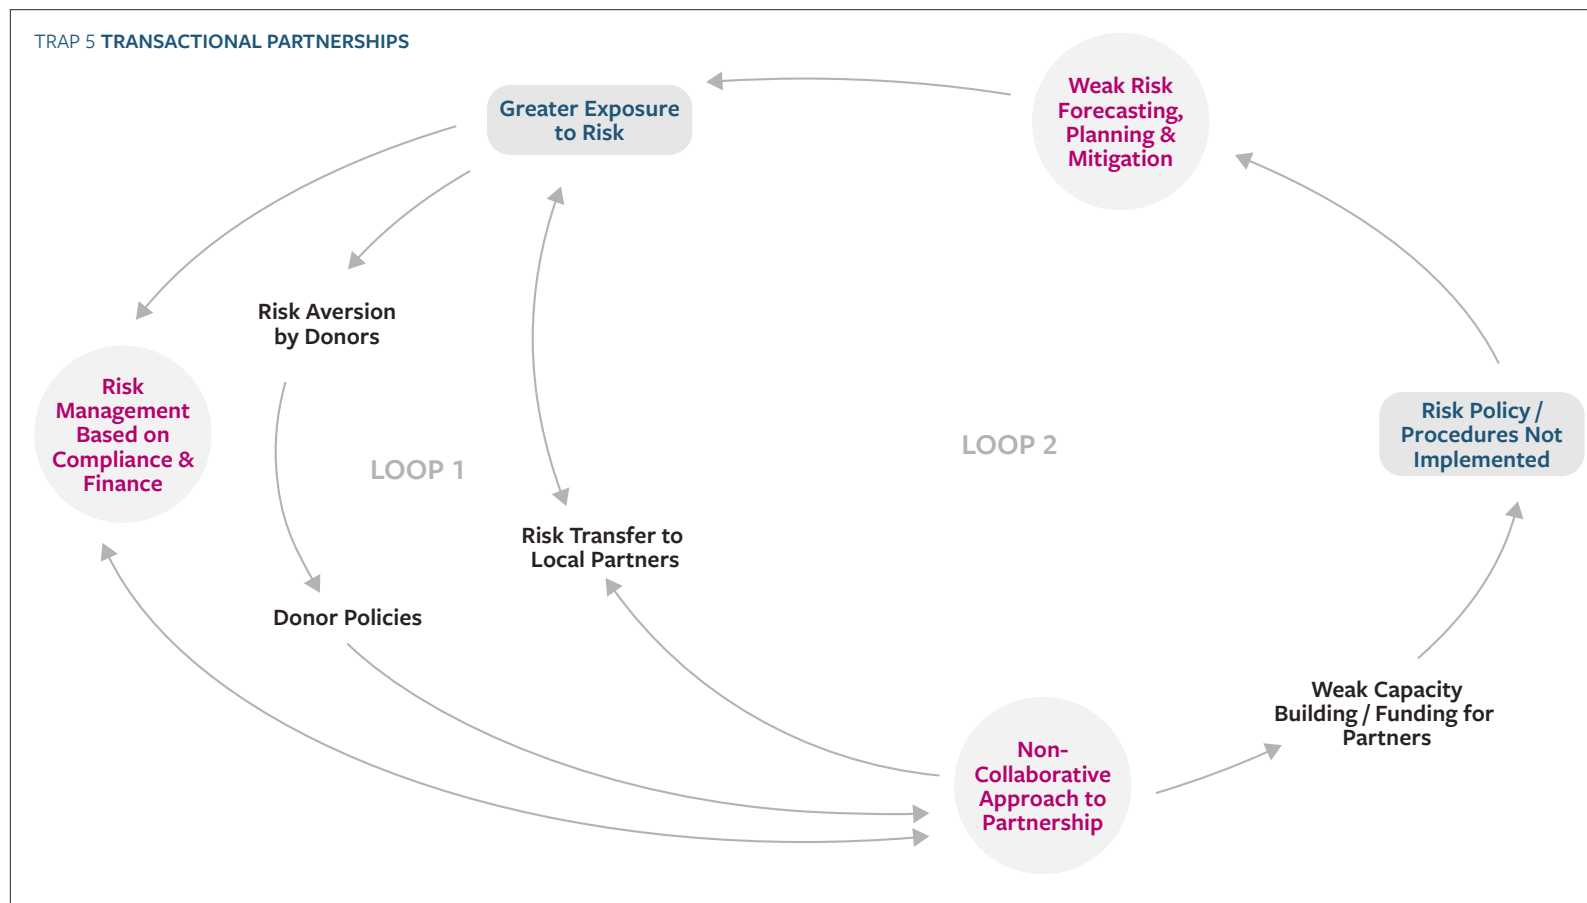 TRAP 5 TRANSACTIONAL PARTNERSHIPS
Greater Exposure
to Risk
Weak Risk
Forecasting,
Planning &
Mitigation
Risk Aversion
by Donors
Risk
Management
Based on
Compliance &
Finance
LOOP 1
LOOP 2
Risk Policy /
Procedures Not
Implemented
Risk Transfer to
Local Partners
Donor Policies
Non-
Collaborative
Approach to
Partnership
Weak Capacity
Building / Funding for
Partners